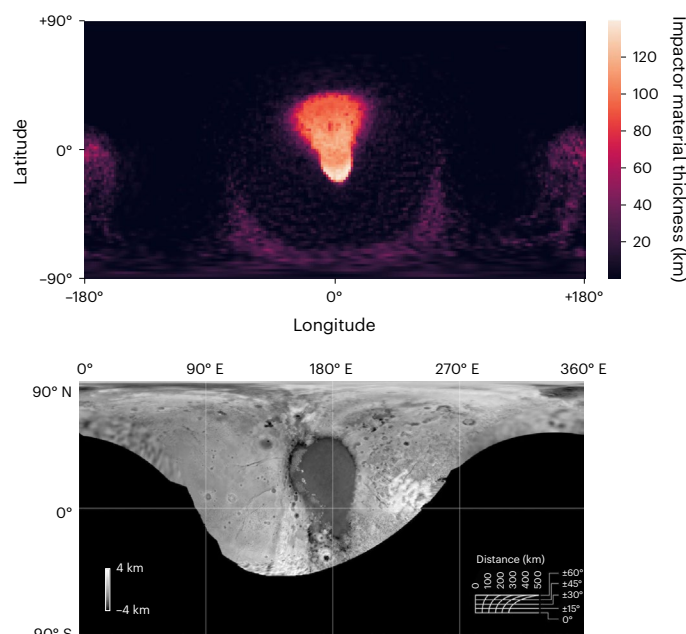 +90°
Latitude
0°
−90°
−180°
0°
+180°
Longitude
120
100
80
60
40
20
Impactor material thickness (km)
0°
90° E
180° E
270° E
360° E
90° N
0°
90° S
4 km
−4 km
Distance (km)
0
100
200
300
400
500
±60°
±45°
±30°
±15°
0°